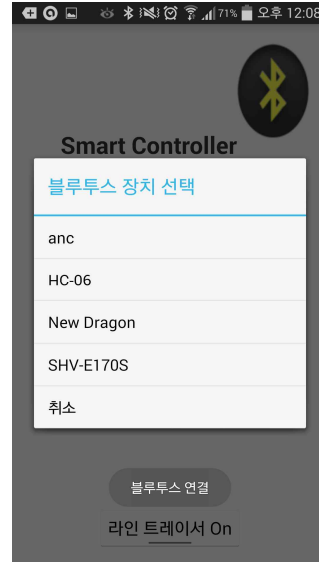 71% 오후 12:08
Smart Controller
블루투스 장치 선택
anc
HC-06
New Dragon
SHV-E170S
취소
블루투스 연결
라인 트레이서 On